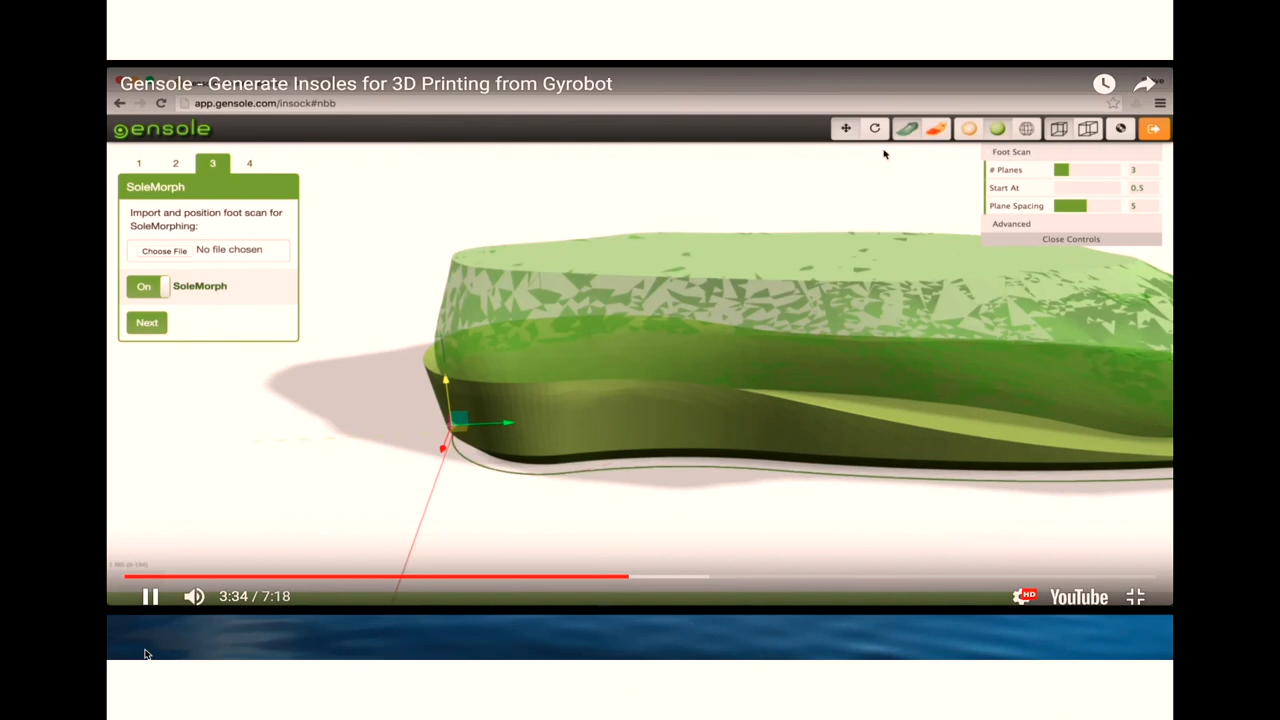 Gensole - Generate Insoles for 3D Printing from Gyrobot
app.gensole.com/insock#nbb
gensole
1 2 3 4
SoleMorph
Import and position foot scan for
SoleMorphing:
Choose File No file chosen
On SoleMorph
Next
Foot Scan
# Planes 3
Start At 0.5
Plane Spacing 5
Advanced
Close Controls
3:34 / 7:18
HD
YouTube